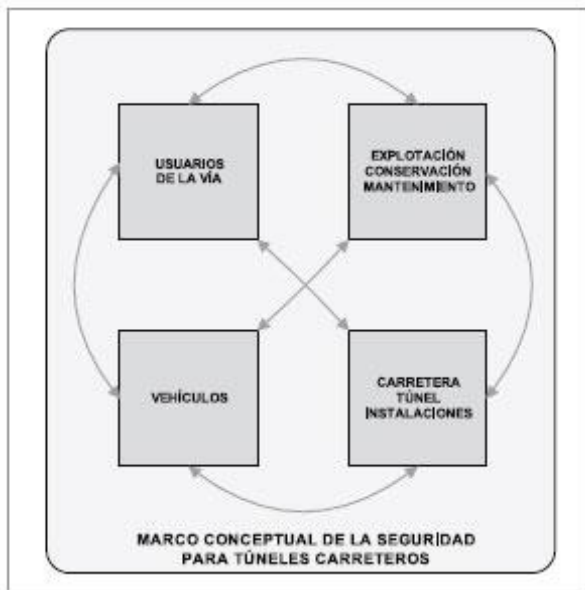 USUARIOS
DE LA VÍA
EXPLOTACIÓN
CONSERVACIÓN
MANTENIMIENTO
VEHÍCULOS
CARRETERA
TÚNEL
INSTALACIONES
MARCO CONCEPTUAL DE LA SEGURIDAD
PARA TÚNELES CARRETEROS